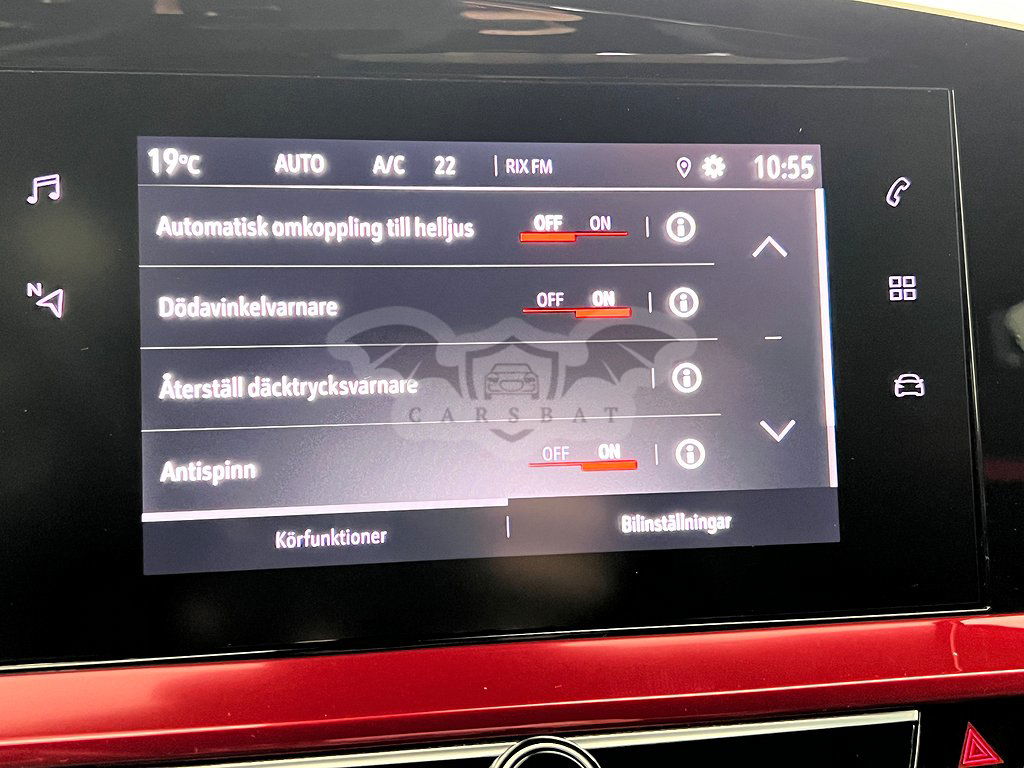 19°C AUTO A/C 22 RIX FM 10:55
Automatisk omkoppling till helljus OFF ON
Dödavinkelvarnare OFF ON
N
Återställ däcktrycksvarnare
CARSBAT
Antispinn OFF ON
Körfunktioner Bilinställningar